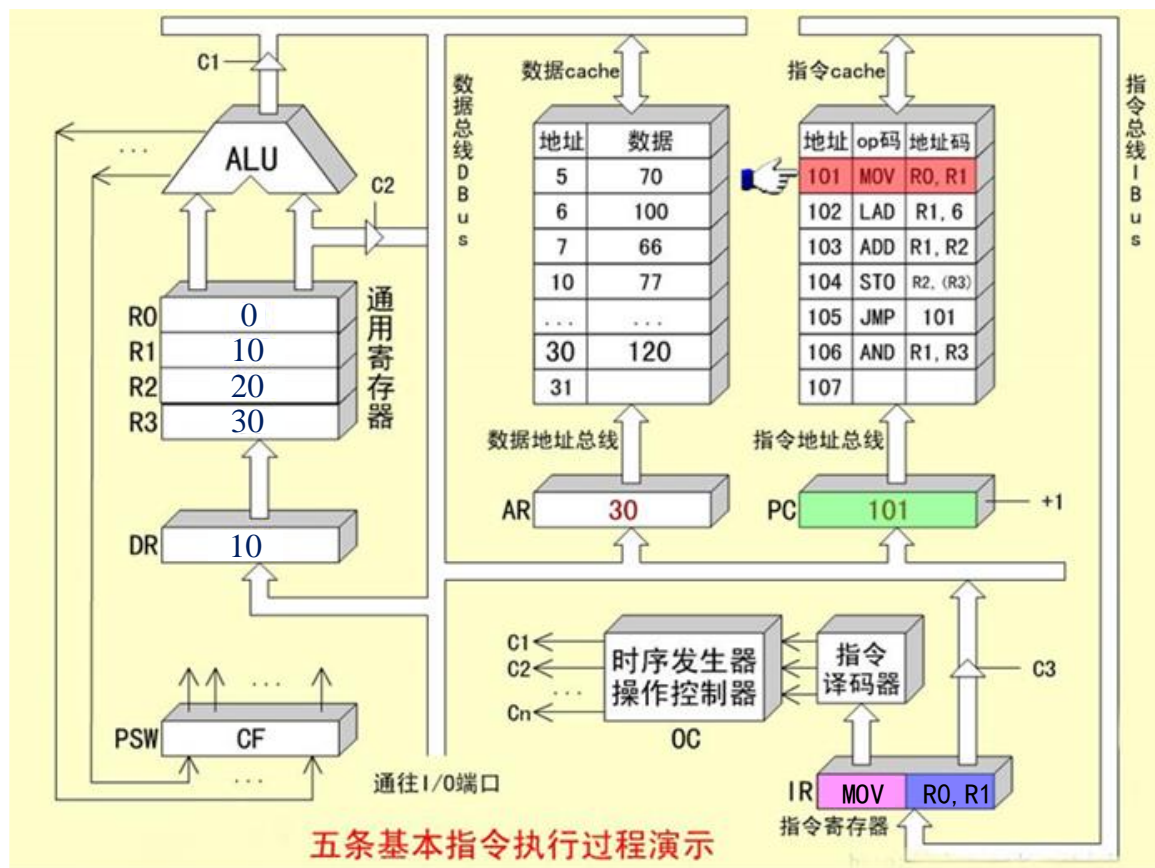 C1
ALU
C2
数据总线DBus
数据cache
指令cache
指令总线IBus
地址 数据
5 70
6 100
7 66
10 77
... ...
30 120
31
地址 op码 地址码
101 MOV R0,R1
102 LAD R1,6
103 ADD R1,R2
104 STO R2,(R3)
105 JMP 101
106 AND R1,R3
107
...
R0 0
R1 10
R2 20
R3 30
通用寄存器
数据地址总线
指令地址总线
AR 30
PC 101
+1
DR 10
C1
C2
...
Cn
时序发生器
操作控制器
OC
指令
译码器
C3
...
PSW CF
...
通往I/O端口
IR MOV R0,R1
指令寄存器
五条基本指令执行过程演示